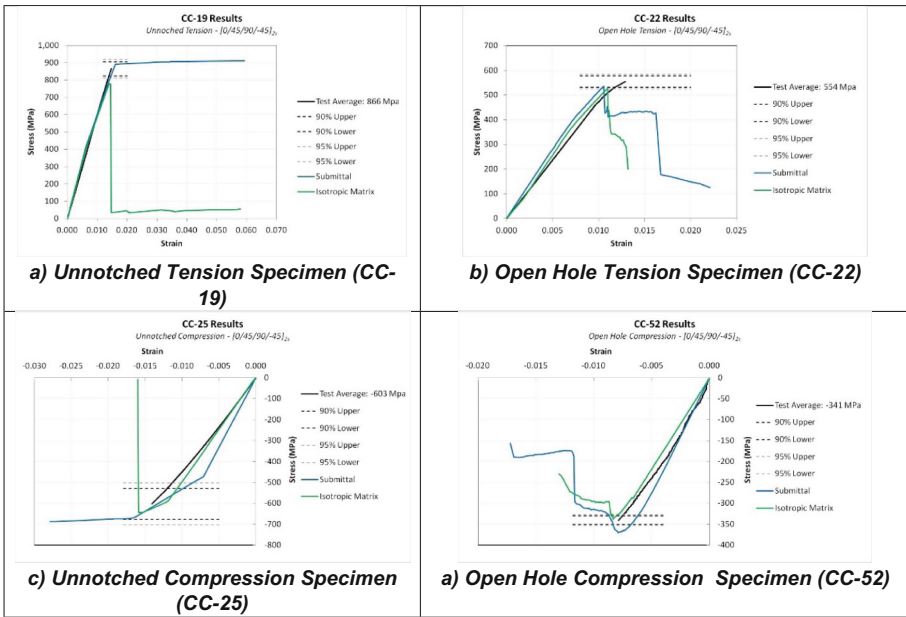 CC-19 Results
Unnoched Tension - [0/45/90/-45]2s
Stress (MPa)
1,000
900
800
700
600
500
400
300
200
100
0
0.000 0.010 0.020 0.030 0.040 0.050 0.060 0.070
Strain
Test Average: 866 Mpa
90% Upper
90% Lower
95% Upper
95% Lower
Submittal
Isotropic Matrix
a) Unnotched Tension Specimen (CC-
19)
CC-22 Results
Open Hole Tension - [0/45/90/-45]2s
Stress (MPa)
700
600
500
400
300
200
100
0
0.000 0.005 0.010 0.015 0.020 0.025
Strain
Test Average: 554 MPa
90% Upper
90% Lower
95% Upper
95% Lower
Submittal
Isotropic Matrix
b) Open Hole Tension Specimen (CC-22)
CC-25 Results
Unnotched Compression - [0/45/90/-45]2s
Strain
-0.030 -0.025 -0.020 -0.015 -0.010 -0.005 0.000
0
-100
-200
-300
-400
-500
-600
-700
-800
Stress (MPa)
Test Average: -603 Mpa
90% Upper
90% Lower
95% Upper
95% Lower
Submittal
Isotropic Matrix
c) Unnotched Compression Specimen
(CC-25)
CC-52 Results
Open Hole Compression - [0/45/90/-45]2s
Strain
-0.020 -0.015 -0.010 -0.005 0.000
0
-50
-100
-150
-200
-250
-300
-350
-400
Stress (MPa)
Test Average: -341 MPa
90% Upper
90% Lower
95% Upper
95% Lower
Submittal
Isotropic Matrix
a) Open Hole Compression Specimen (CC-52)